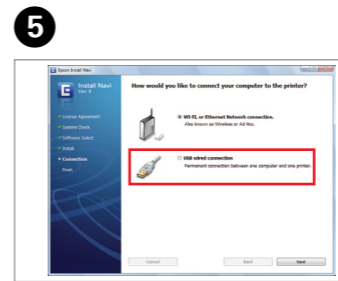 5
Epson Install Navi
Install Navi
Ver. 8
How would you like to connect your computer to the printer?
License Agreement
System Check
Software Select
Install
Connection
Finish
Wi-Fi, or Ethernet Network connection.
Also known as Wireless or Ad Hoc.
USB wired connection
Permanent connection between one computer and one printer.
Cancel
Back
Next